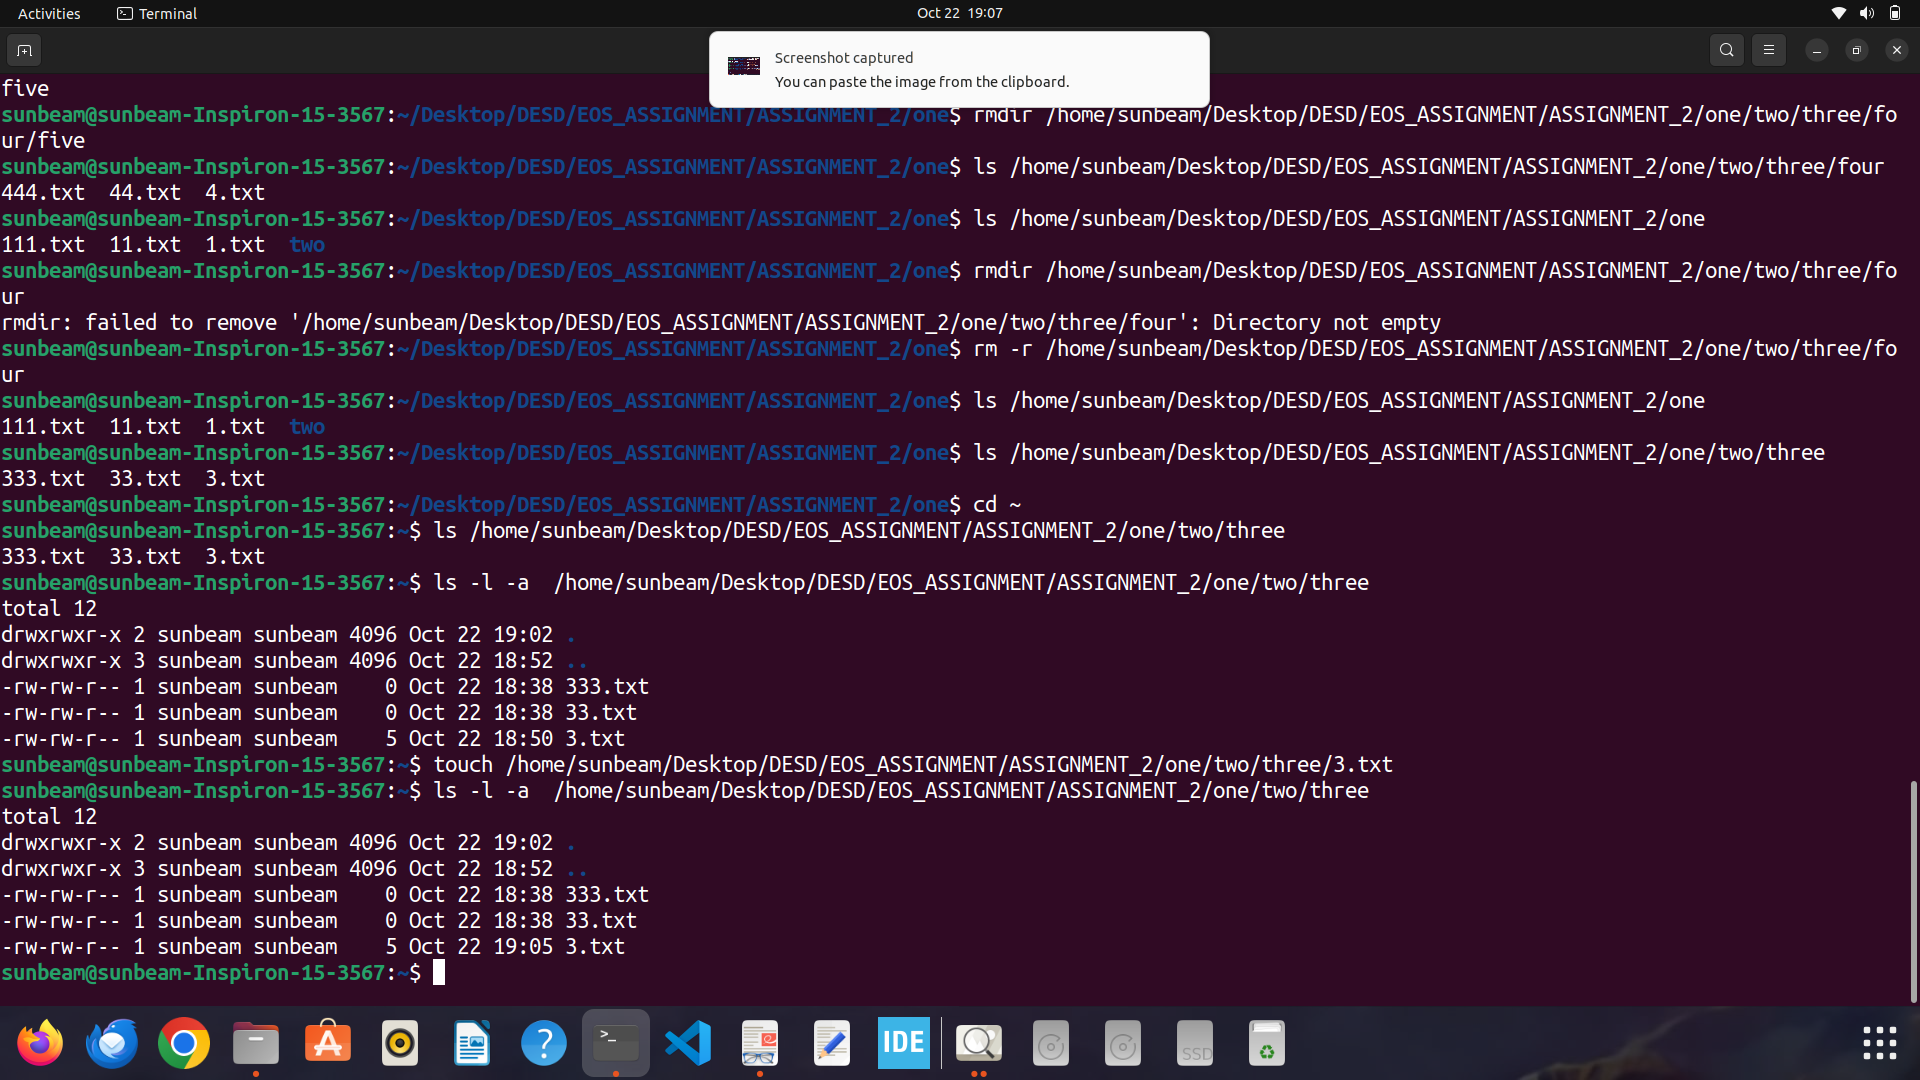 Activities
Terminal
Oct 22 19:07
Screenshot captured
You can paste the image from the clipboard.
five
sunbeam@sunbeam-Inspiron-15-3567:~/Desktop/DESD/EOS_ASSIGNMENT/ASSIGNMENT_2/one$ rmdir /home/sunbeam/Desktop/DESD/EOS_ASSIGNMENT/ASSIGNMENT_2/one/two/three/fo
ur/five
sunbeam@sunbeam-Inspiron-15-3567:~/Desktop/DESD/EOS_ASSIGNMENT/ASSIGNMENT_2/one$ ls /home/sunbeam/Desktop/DESD/EOS_ASSIGNMENT/ASSIGNMENT_2/one/two/three/four
444.txt  44.txt  4.txt
sunbeam@sunbeam-Inspiron-15-3567:~/Desktop/DESD/EOS_ASSIGNMENT/ASSIGNMENT_2/one$ ls /home/sunbeam/Desktop/DESD/EOS_ASSIGNMENT/ASSIGNMENT_2/one
111.txt  11.txt  1.txt  two
sunbeam@sunbeam-Inspiron-15-3567:~/Desktop/DESD/EOS_ASSIGNMENT/ASSIGNMENT_2/one$ rmdir /home/sunbeam/Desktop/DESD/EOS_ASSIGNMENT/ASSIGNMENT_2/one/two/three/fo
ur
rmdir: failed to remove '/home/sunbeam/Desktop/DESD/EOS_ASSIGNMENT/ASSIGNMENT_2/one/two/three/four': Directory not empty
sunbeam@sunbeam-Inspiron-15-3567:~/Desktop/DESD/EOS_ASSIGNMENT/ASSIGNMENT_2/one$ rm -r /home/sunbeam/Desktop/DESD/EOS_ASSIGNMENT/ASSIGNMENT_2/one/two/three/fo
ur
sunbeam@sunbeam-Inspiron-15-3567:~/Desktop/DESD/EOS_ASSIGNMENT/ASSIGNMENT_2/one$ ls /home/sunbeam/Desktop/DESD/EOS_ASSIGNMENT/ASSIGNMENT_2/one
111.txt  11.txt  1.txt  two
sunbeam@sunbeam-Inspiron-15-3567:~/Desktop/DESD/EOS_ASSIGNMENT/ASSIGNMENT_2/one$ ls /home/sunbeam/Desktop/DESD/EOS_ASSIGNMENT/ASSIGNMENT_2/one/two/three
333.txt  33.txt  3.txt
sunbeam@sunbeam-Inspiron-15-3567:~/Desktop/DESD/EOS_ASSIGNMENT/ASSIGNMENT_2/one$ cd ~
sunbeam@sunbeam-Inspiron-15-3567:~$ ls /home/sunbeam/Desktop/DESD/EOS_ASSIGNMENT/ASSIGNMENT_2/one/two/three
333.txt  33.txt  3.txt
sunbeam@sunbeam-Inspiron-15-3567:~$ ls -l -a  /home/sunbeam/Desktop/DESD/EOS_ASSIGNMENT/ASSIGNMENT_2/one/two/three
total 12
drwxrwxr-x 2 sunbeam sunbeam 4096 Oct 22 19:02 .
drwxrwxr-x 3 sunbeam sunbeam 4096 Oct 22 18:52 ..
-rw-rw-r-- 1 sunbeam sunbeam    0 Oct 22 18:38 333.txt
-rw-rw-r-- 1 sunbeam sunbeam    0 Oct 22 18:38 33.txt
-rw-rw-r-- 1 sunbeam sunbeam    5 Oct 22 18:50 3.txt
sunbeam@sunbeam-Inspiron-15-3567:~$ touch /home/sunbeam/Desktop/DESD/EOS_ASSIGNMENT/ASSIGNMENT_2/one/two/three/3.txt
sunbeam@sunbeam-Inspiron-15-3567:~$ ls -l -a  /home/sunbeam/Desktop/DESD/EOS_ASSIGNMENT/ASSIGNMENT_2/one/two/three
total 12
drwxrwxr-x 2 sunbeam sunbeam 4096 Oct 22 19:02 .
drwxrwxr-x 3 sunbeam sunbeam 4096 Oct 22 18:52 ..
-rw-rw-r-- 1 sunbeam sunbeam    0 Oct 22 18:38 333.txt
-rw-rw-r-- 1 sunbeam sunbeam    0 Oct 22 18:38 33.txt
-rw-rw-r-- 1 sunbeam sunbeam    5 Oct 22 19:05 3.txt
sunbeam@sunbeam-Inspiron-15-3567:~$
IDE
SSD